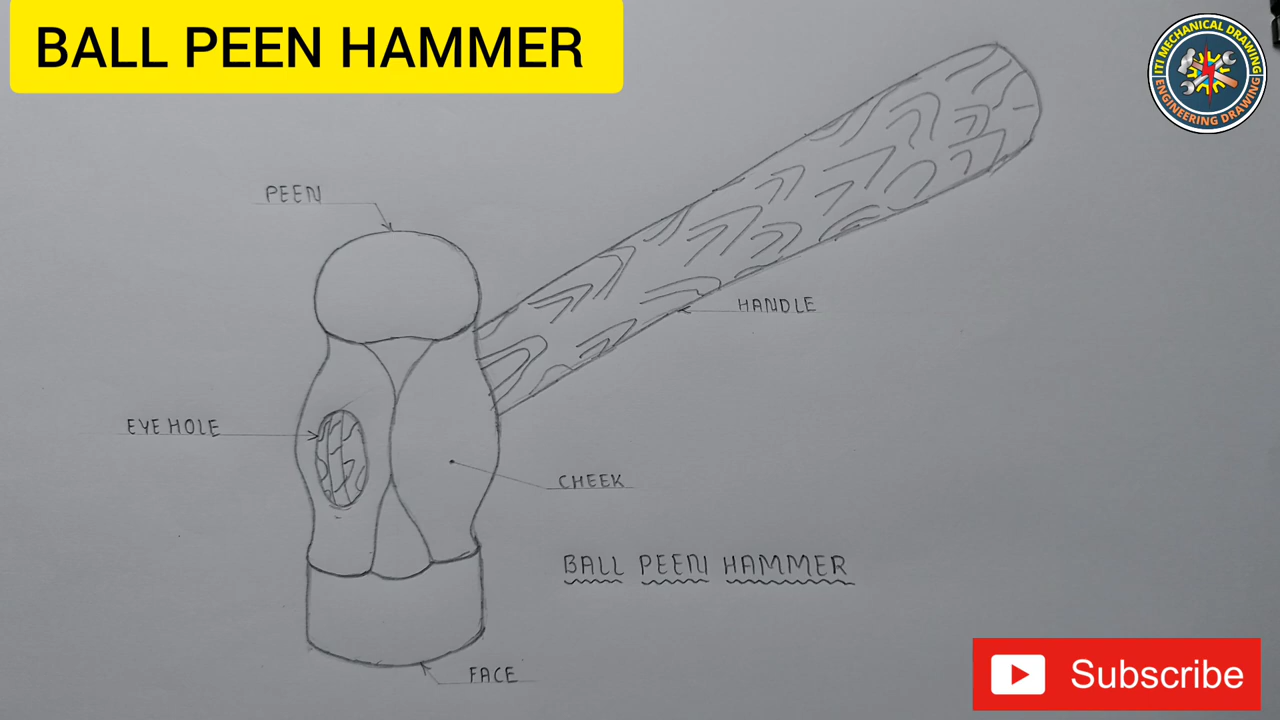 BALL PEEN HAMMER
ITI MECHANICAL DRAWING
ENGINEERING DRAWING
PEEN
HANDLE
EYE HOLE
CHEEK
BALL PEEN HAMMER
FACE
Subscribe